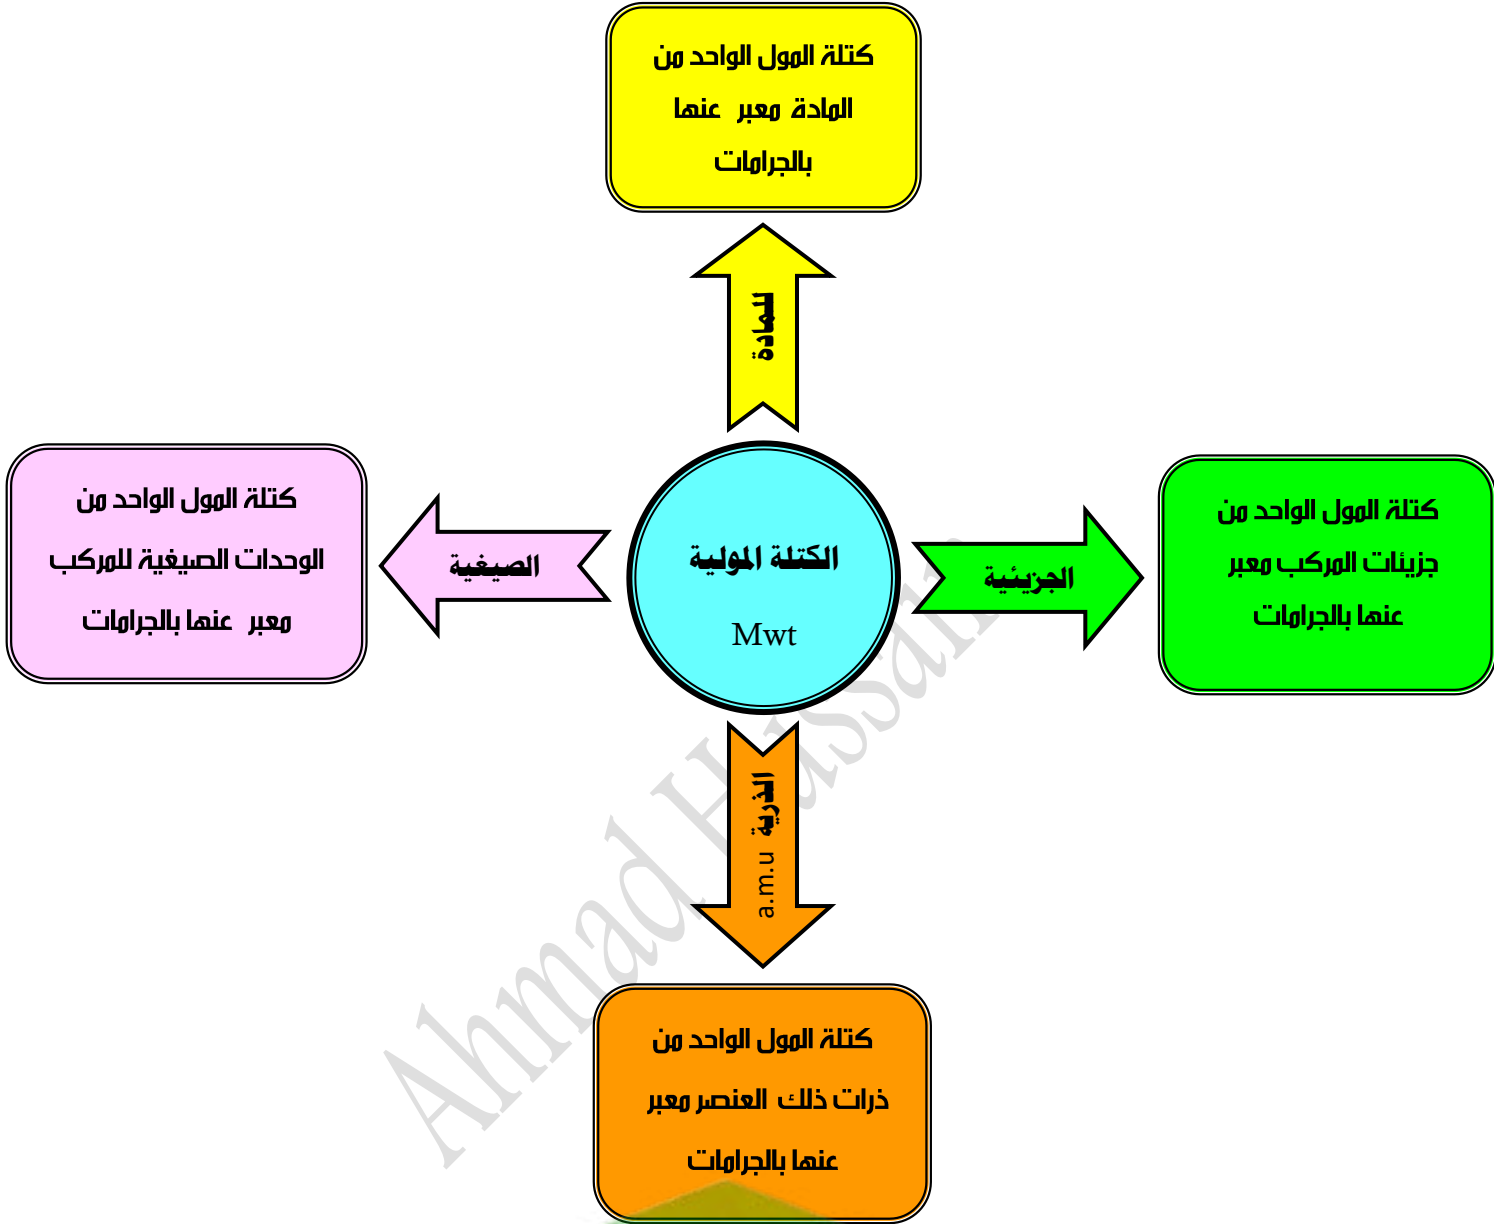 كتلة المول الواحد من
المادة معبر عنها
بالجرامات
للمادة
كتلة المول الواحد من
جزيئات المركب معبر
عنها بالجرامات
الجزيئية
الكتلة المولية
Mwt
الصيغية
كتلة المول الواحد من
الوحدات الصيغية للمركب
معبر عنها بالجرامات
الذرية a.m.u
كتلة المول الواحد من
ذرات ذلك العنصر معبر
عنها بالجرامات
Ahmad Hussain